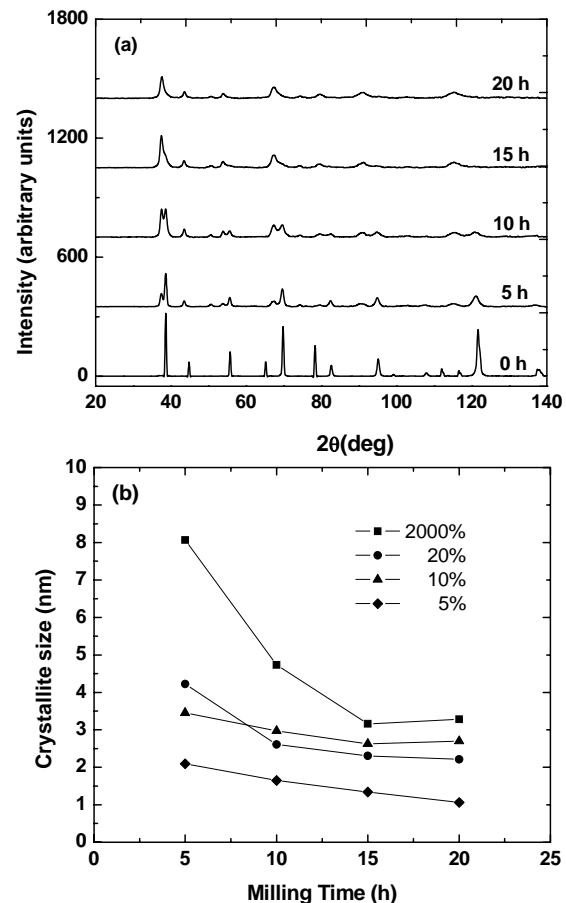 1800
(a)
20 h
1200
15 h
10 h
600
5 h
0 h
0
Intensity (arbitrary units)
20 40 60 80 100 120 140
2θ(deg)
10
(b)
9
2000%
8
20%
7
10%
6
5%
5
4
3
2
1
0
Crystallite size (nm)
0 5 10 15 20 25
Milling Time (h)